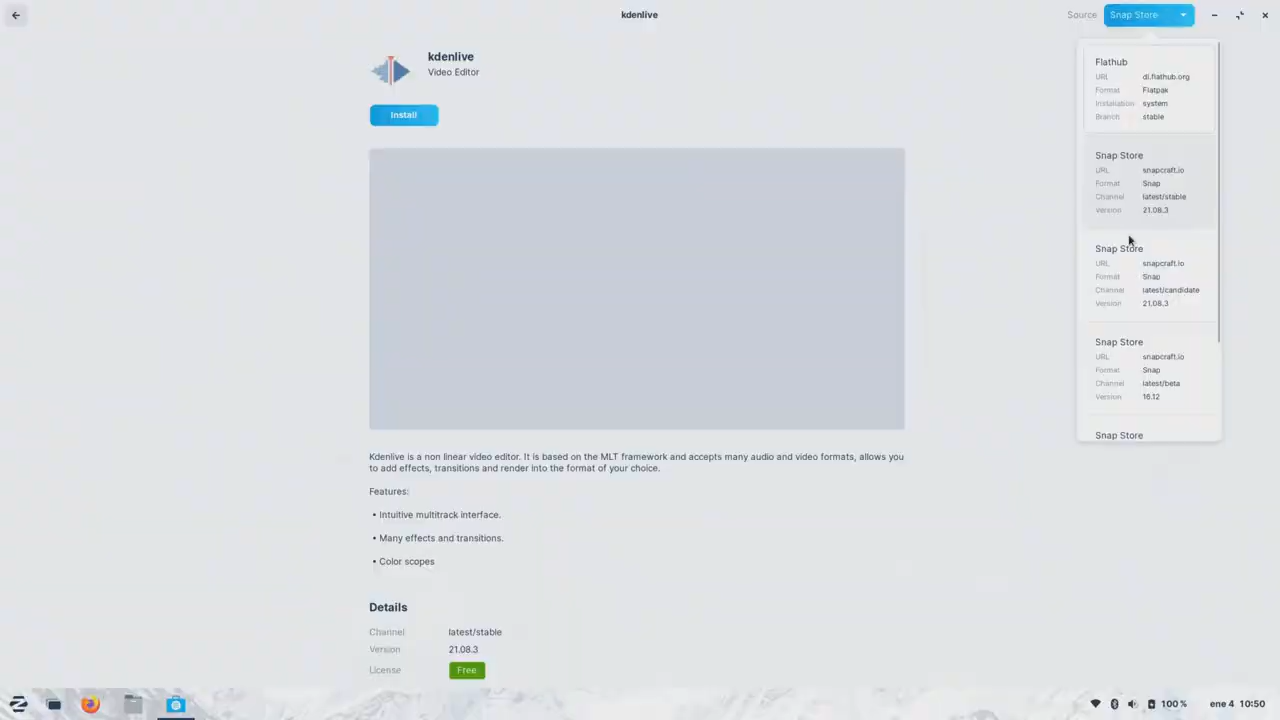 kdenlive
Source Snap Store
kdenlive
Video Editor
Install
Flathub
URL dl.flathub.org
Format Flatpak
Installation system
Branch stable
Snap Store
URL snapcraft.io
Format Snap
Channel latest/stable
Version 21.08.3
Snap Store
URL snapcraft.io
Format Snap
Channel latest/candidate
Version 21.08.3
Snap Store
URL snapcraft.io
Format Snap
Channel latest/beta
Version 16.12
Snap Store
Kdenlive is a non linear video editor. It is based on the MLT framework and accepts many audio and video formats, allows you
to add effects, transitions and render into the format of your choice.
Features:
• Intuitive multitrack interface.
• Many effects and transitions.
• Color scopes
Details
Channel latest/stable
Version 21.08.3
License Free
100 % ene 4 10:50